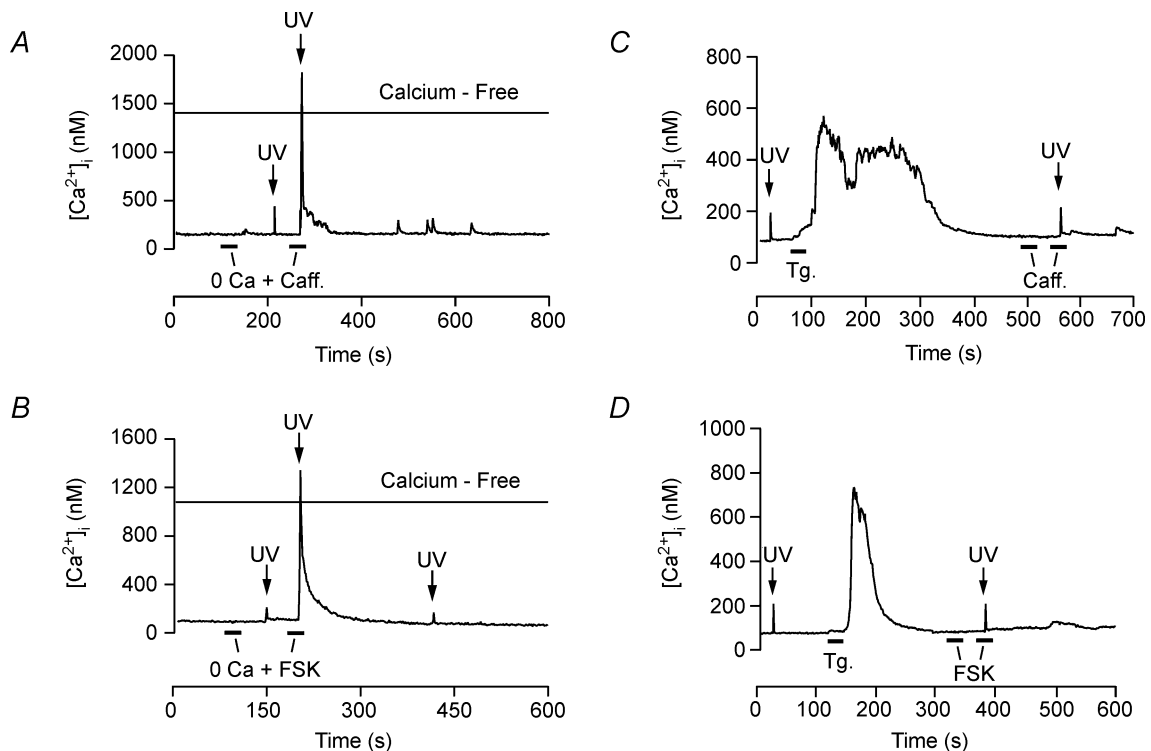 A
UV
2000
1500
1000
500
0
[Ca²⁺]ᵢ (nM)
Calcium - Free
UV
0 Ca + Caff.
0 200 400 600 800
Time (s)
B
UV
1600
1200
800
400
0
[Ca²⁺]ᵢ (nM)
Calcium - Free
UV
UV
0 Ca + FSK
0 150 300 450 600
Time (s)
C
800
600
400
200
0
[Ca²⁺]ᵢ (nM)
UV
UV
Tg.
Caff.
0 100 200 300 400 500 600 700
Time (s)
D
1000
800
600
400
200
0
[Ca²⁺]ᵢ (nM)
UV
UV
Tg.
FSK
0 100 200 300 400 500 600
Time (s)